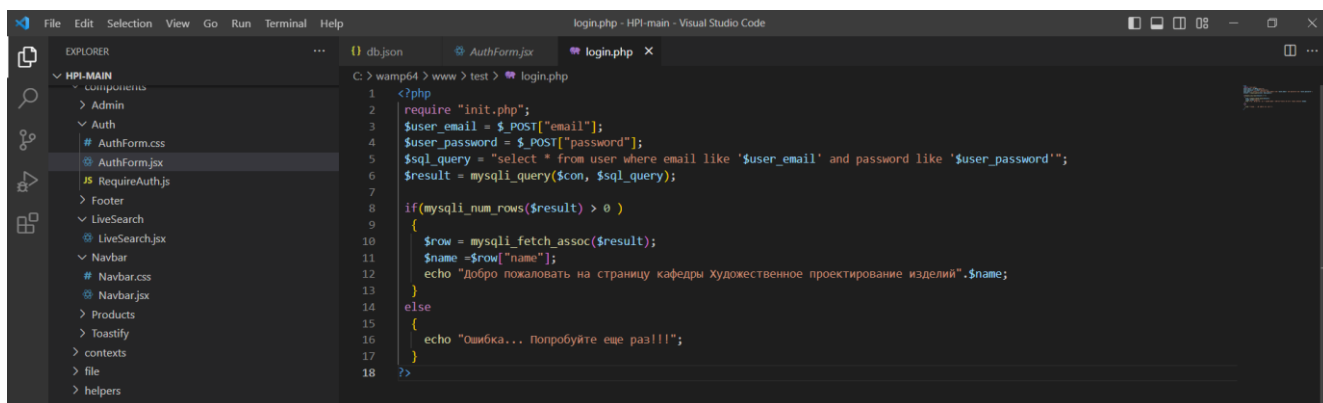 File Edit Selection View Go Run Terminal Help
login.php - HPI-main - Visual Studio Code
EXPLORER
HPI-MAIN
components
Admin
Auth
# AuthForm.css
AuthForm.jsx
JS RequireAuth.js
Footer
LiveSearch
LiveSearch.jsx
Navbar
# Navbar.css
Navbar.jsx
Products
Toastify
contexts
file
helpers
{} db.json
AuthForm.jsx
login.php
C: > wamp64 > www > test > login.php
1 <?php
2 require "init.php";
3 $user_email = $_POST["email"];
4 $user_password = $_POST["password"];
5 $sql_query = "select * from user where email like '$user_email' and password like '$user_password'";
6 $result = mysqli_query($con, $sql_query);
7
8 if(mysqli_num_rows($result) > 0 )
9 {
10 $row = mysqli_fetch_assoc($result);
11 $name =$row["name"];
12 echo "Добро пожаловать на страницу кафедры Художественное проектирование изделий".$name;
13 }
14 else
15 {
16 echo "Ошибка... Попробуйте еще раз!!!";
17 }
18 ?>